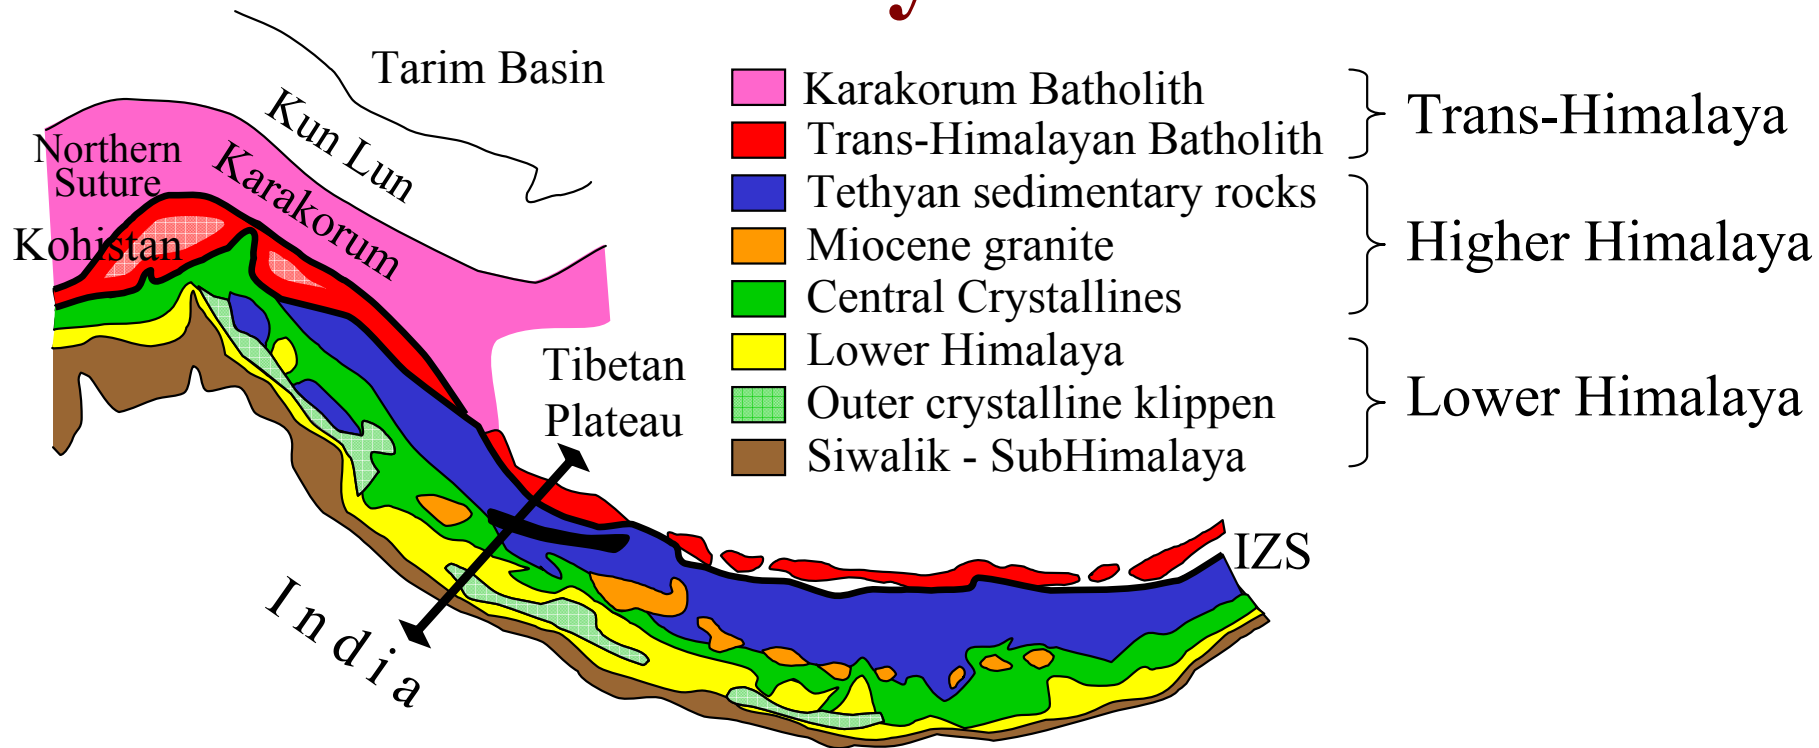 y
Tarim Basin
Kun Lun
Northern
Suture
Karakorum
Kohistan
Tibetan
Plateau
India
IZS
Karakorum Batholith
Trans-Himalayan Batholith
Tethyan sedimentary rocks
Miocene granite
Central Crystallines
Lower Himalaya
Outer crystalline klippen
Siwalik - SubHimalaya
Trans-Himalaya
Higher Himalaya
Lower Himalaya